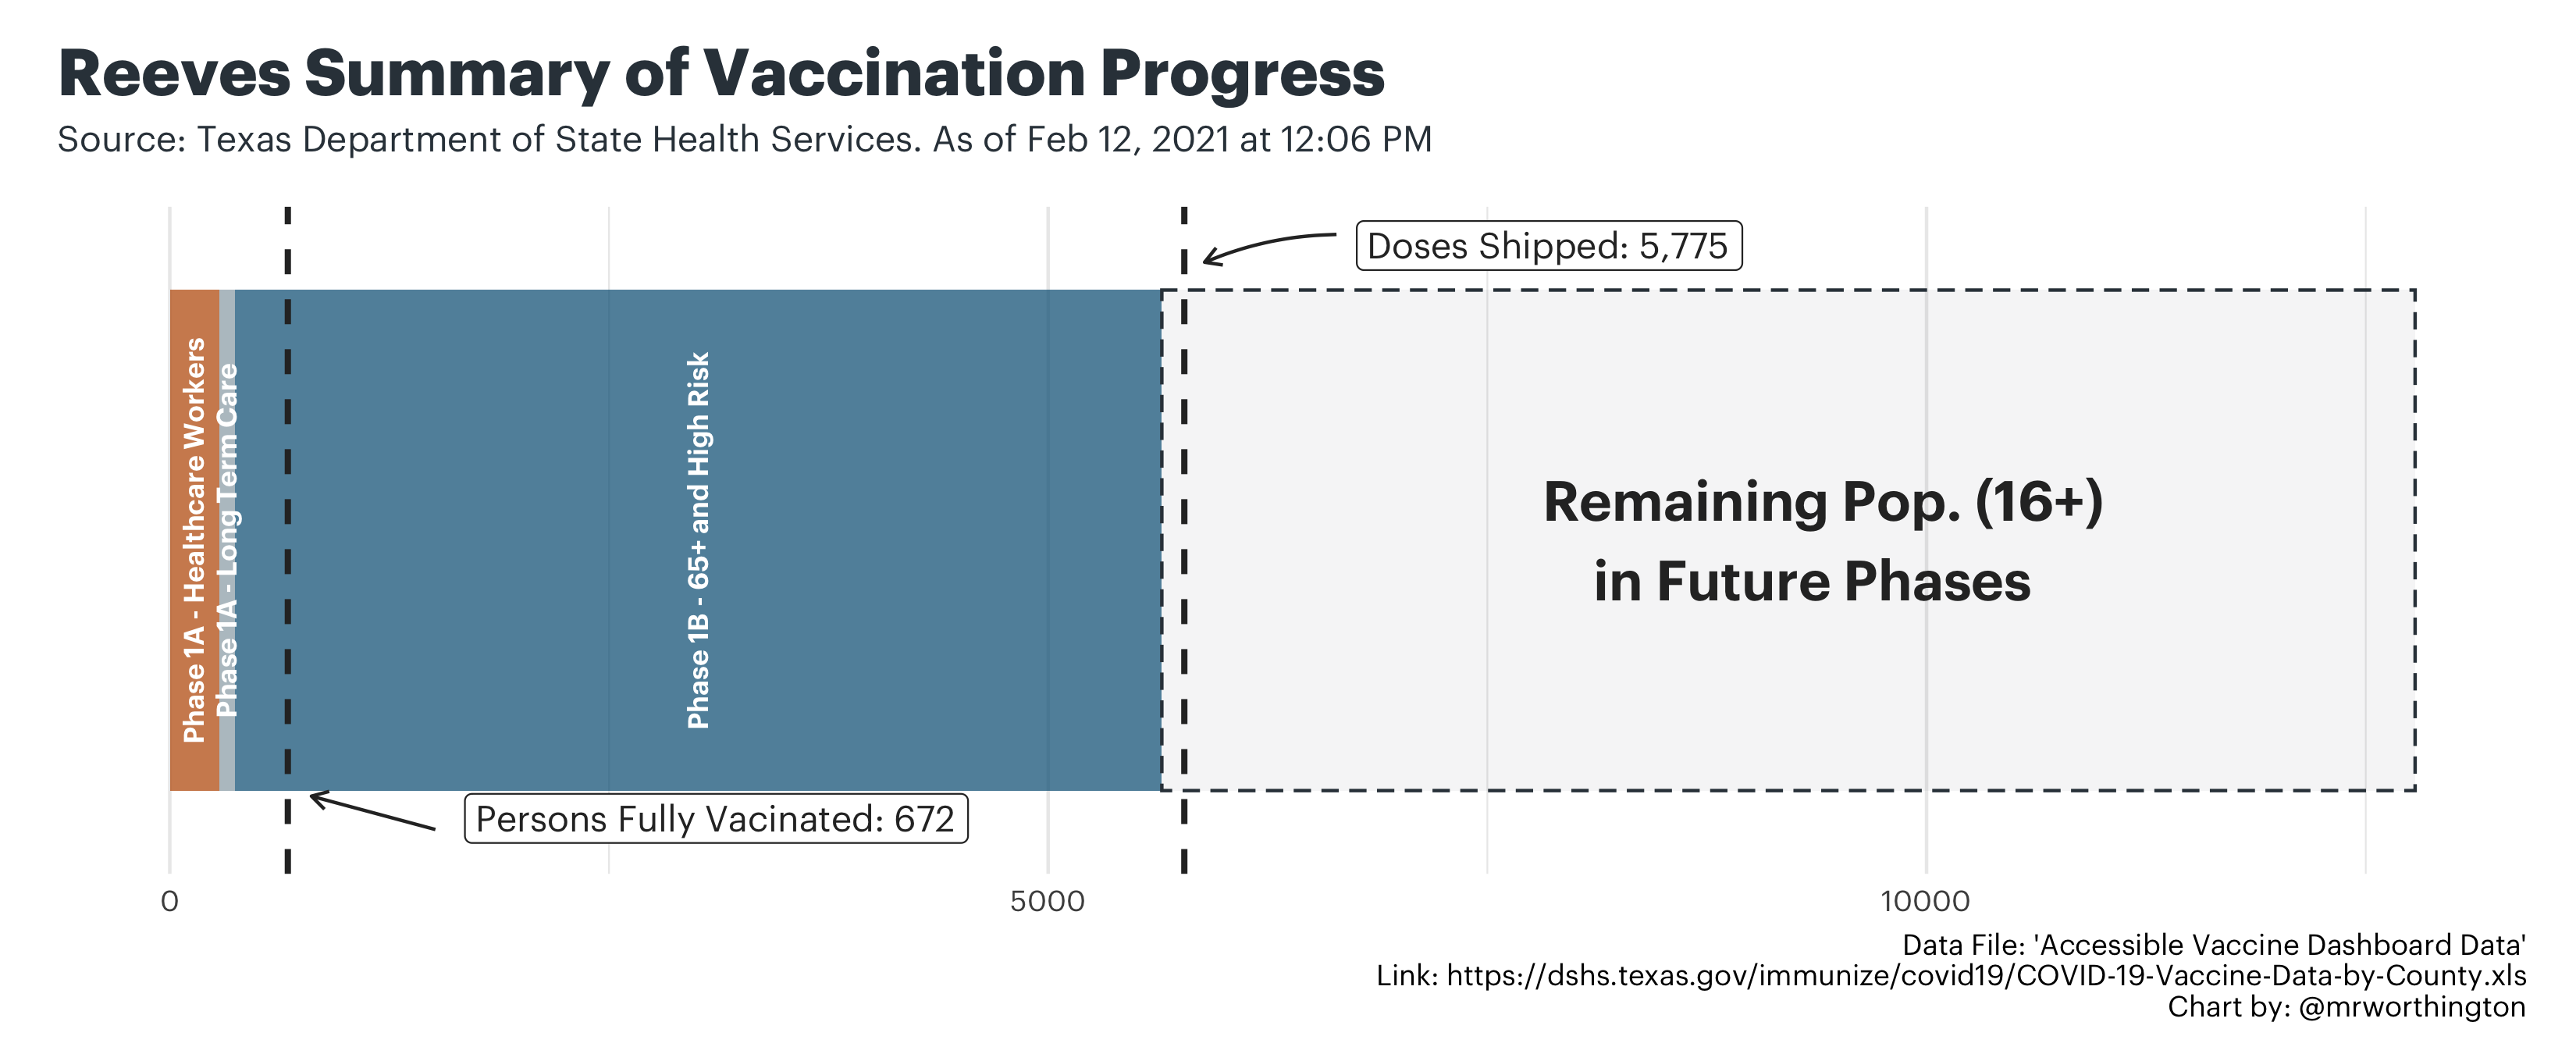 Reeves Summary of Vaccination Progress
Source: Texas Department of State Health Services. As of Feb 12, 2021 at 12:06 PM
Doses Shipped: 5,775
Phase 1A - Healthcare Workers
Phase 1A - Long Term Care
Phase 1B - 65+ and High Risk
Remaining Pop. (16+)
in Future Phases
Persons Fully Vacinated: 672
0
5000
10000
Data File: 'Accessible Vaccine Dashboard Data'
Link: https://dshs.texas.gov/immunize/covid19/COVID-19-Vaccine-Data-by-County.xls
Chart by: @mrworthington